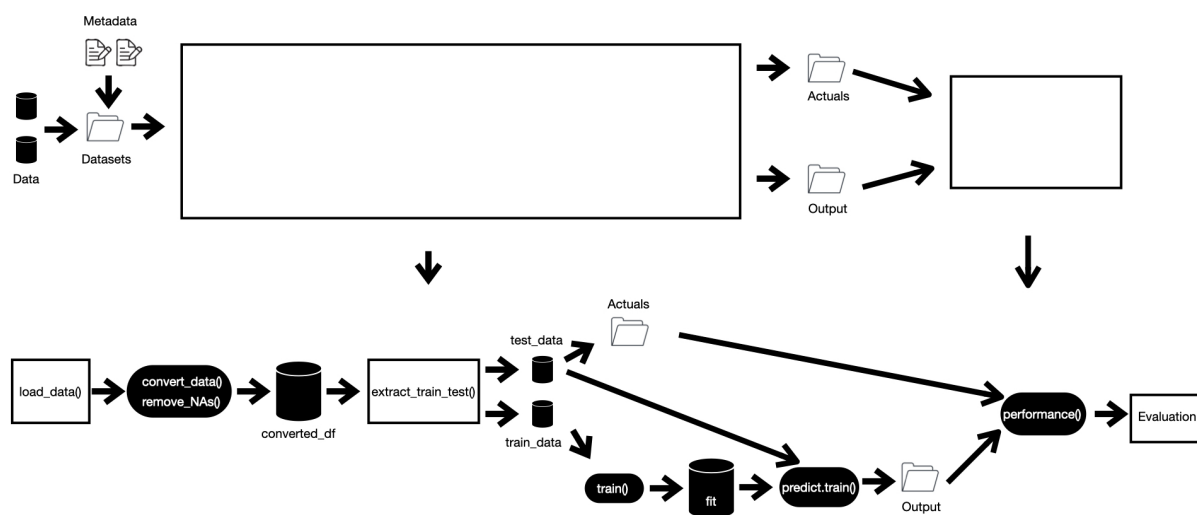 Metadata
Data
Datasets
Actuals
Output
load_data()
convert_data()
remove_NAs()
converted_df
extract_train_test()
test_data
train_data
Actuals
train()
fit
predict.train()
Output
performance()
Evaluation